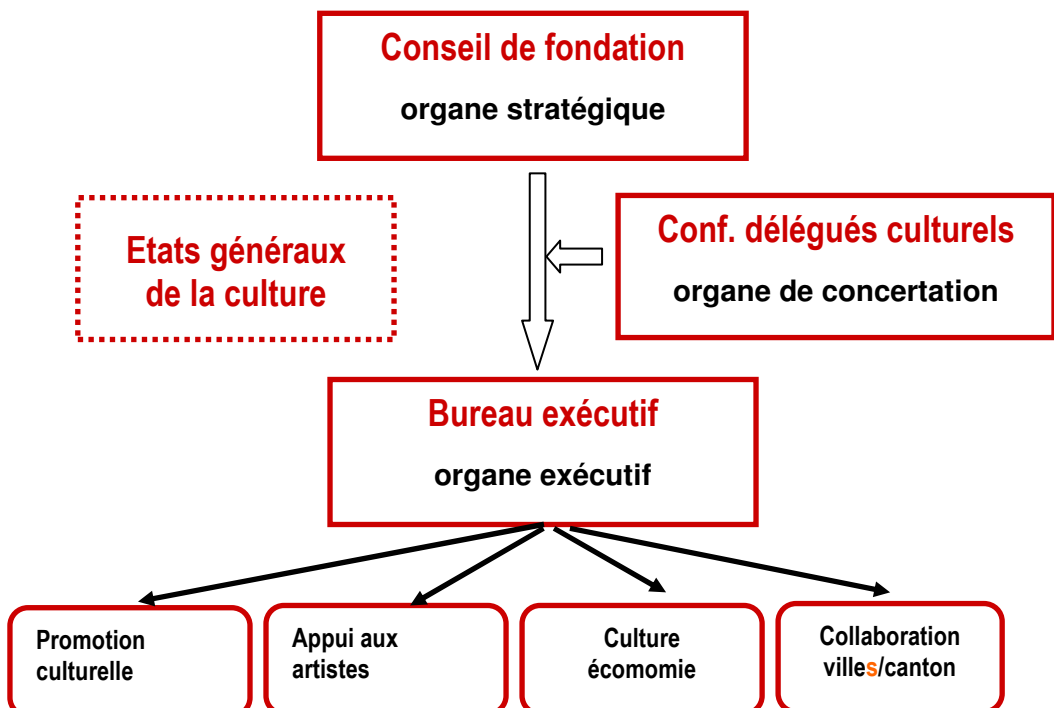 Conseil de fondation
organe stratégique
Etats généraux
de la culture
Conf. délégués culturels
organe de concertation
Bureau exécutif
organe exécutif
Promotion
culturelle
Appui aux
artistes
Culture
écomomie
Collaboration
villes/canton